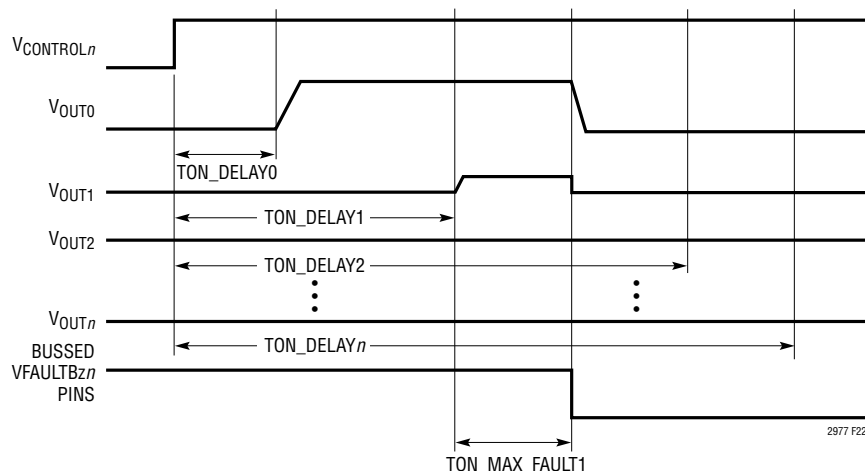 VCONTROLn
VOUT0
TON_DELAY0
VOUT1
TON_DELAY1
VOUT2
TON_DELAY2
VOUTn
TON_DELAYn
BUSSED
VFAULTBzn
PINS
2977 F22
TON_MAX_FAULT1